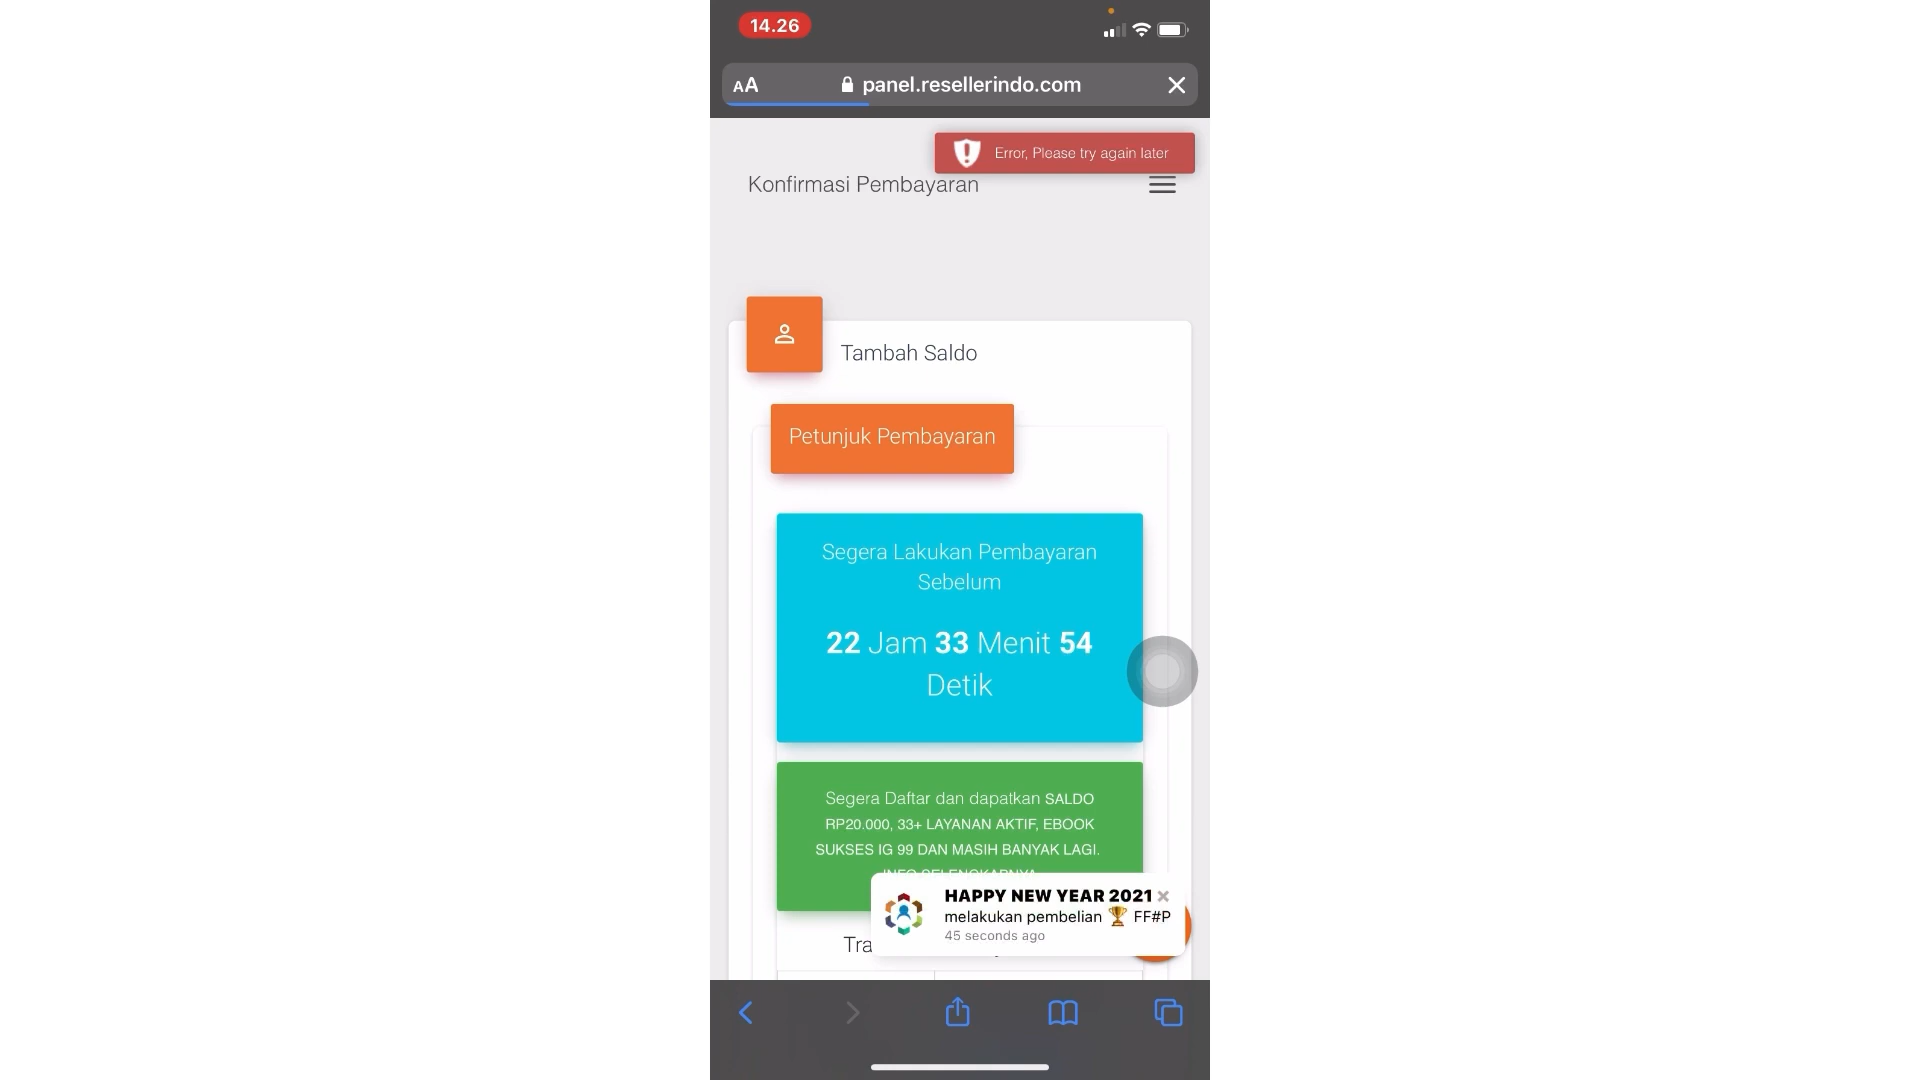 14.26
AA panel.resellerindo.com
Error, Please try again later
Konfirmasi Pembayaran
Tambah Saldo
Petunjuk Pembayaran
Segera Lakukan Pembayaran
Sebelum
22 Jam 33 Menit 54
Detik
Segera Daftar dan dapatkan SALDO
RP20.000, 33+ LAYANAN AKTIF, EBOOK
SUKSES IG 99 DAN MASIH BANYAK LAGI.
INFO SELENGKAPNYA
HAPPY NEW YEAR 2021
melakukan pembelian 🏆 FF#P
45 seconds ago
Tra